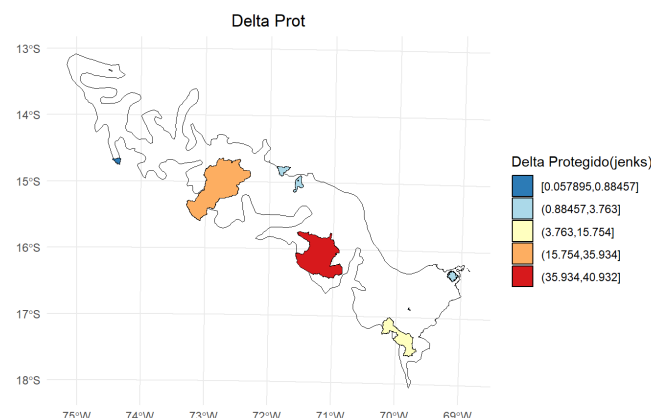 Delta Prot
13°S
14°S
15°S
16°S
17°S
18°S
75°W 74°W 73°W 72°W 71°W 70°W 69°W
Delta Protegido(jenks)
[0.057895,0.88457]
(0.88457,3.763]
(3.763,15.754]
(15.754,35.934]
(35.934,40.932]